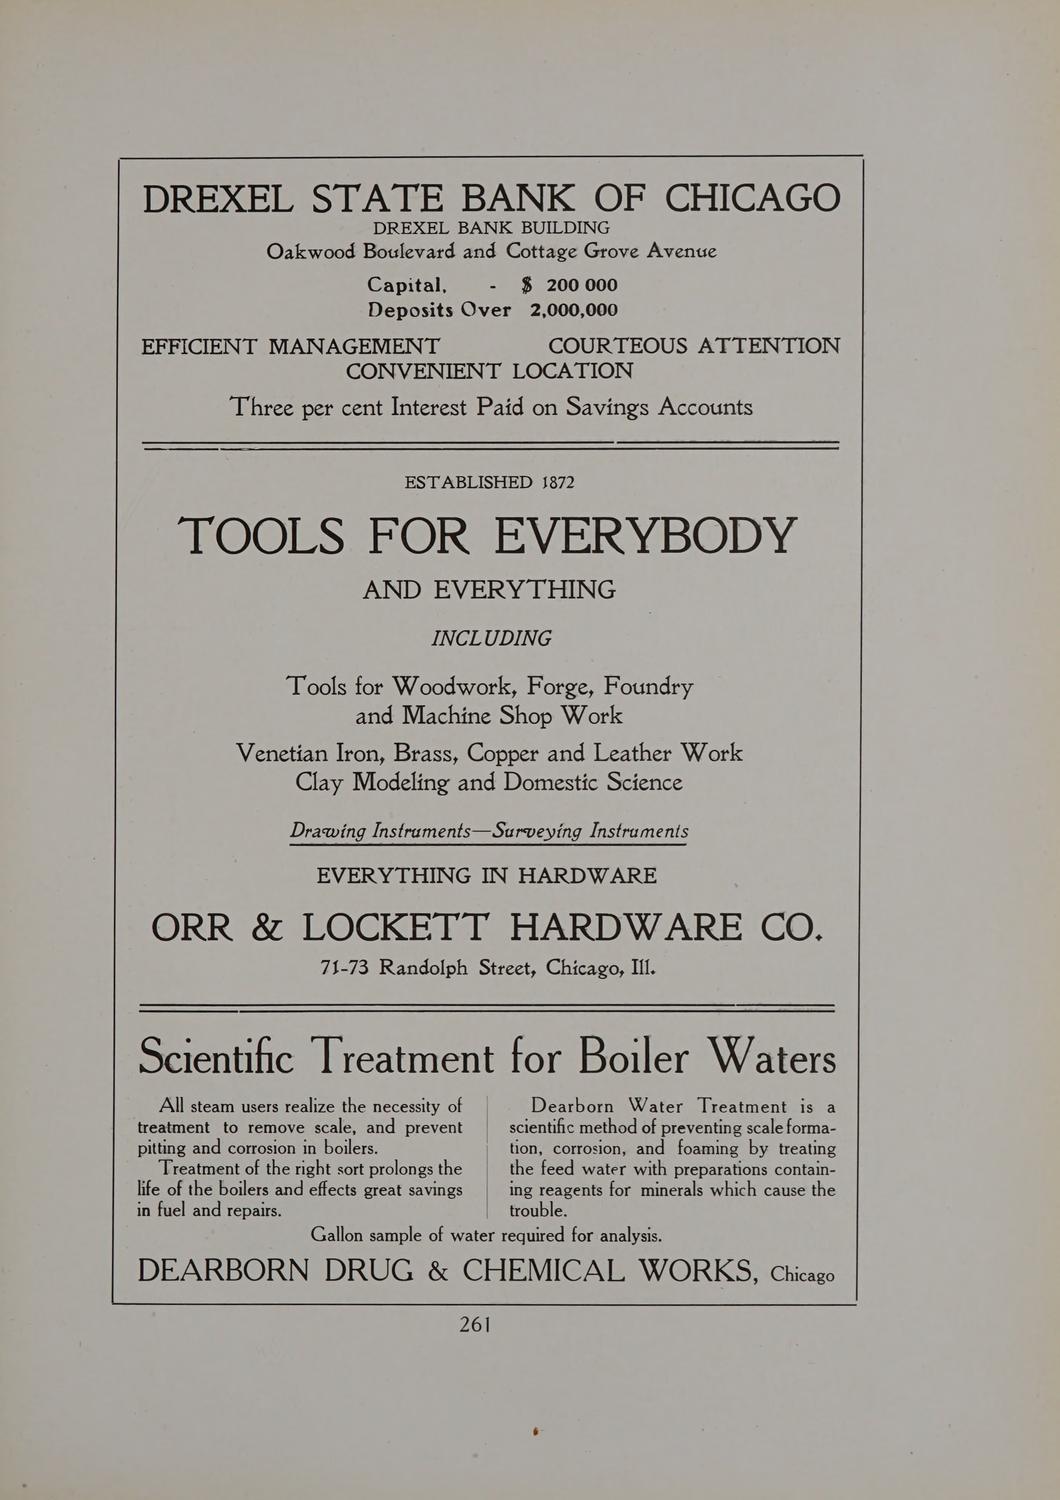 DREXEL STATE BANK OF CHICAGO
DREXEL BANK BUILDING
Oakwood Boulevard and Cottage Grove Avenue
Capital, - $ 200 000
Deposits Over 2,000,000
EFFICIENT MANAGEMENT COURTEOUS ATTENTION
CONVENIENT LOCATION
Three per cent Interest Paid on Savings Accounts
ESTABLISHED 1872
TOOLS FOR EVERYBODY
AND EVERYTHING
INCLUDING
Tools for Woodwork, Forge, Foundry
and Machine Shop Work
Venetian Iron, Brass, Copper and Leather Work
Clay Modeling and Domestic Science
Drawing Instruments—Surveying Instruments
EVERYTHING IN HARDWARE
ORR & LOCKETT HARDWARE CO.
71-73 Randolph Street, Chicago, Ill.
Scientific Treatment for Boiler Waters
All steam users realize the necessity of
treatment to remove scale, and prevent
pitting and corrosion in boilers.
Treatment of the right sort prolongs the
life of the boilers and effects great savings
in fuel and repairs.
Dearborn Water Treatment is a
scientific method of preventing scale forma-
tion, corrosion, and foaming by treating
the feed water with preparations contain-
ing reagents for minerals which cause the
trouble.
Gallon sample of water required for analysis.
DEARBORN DRUG & CHEMICAL WORKS, Chicago
261